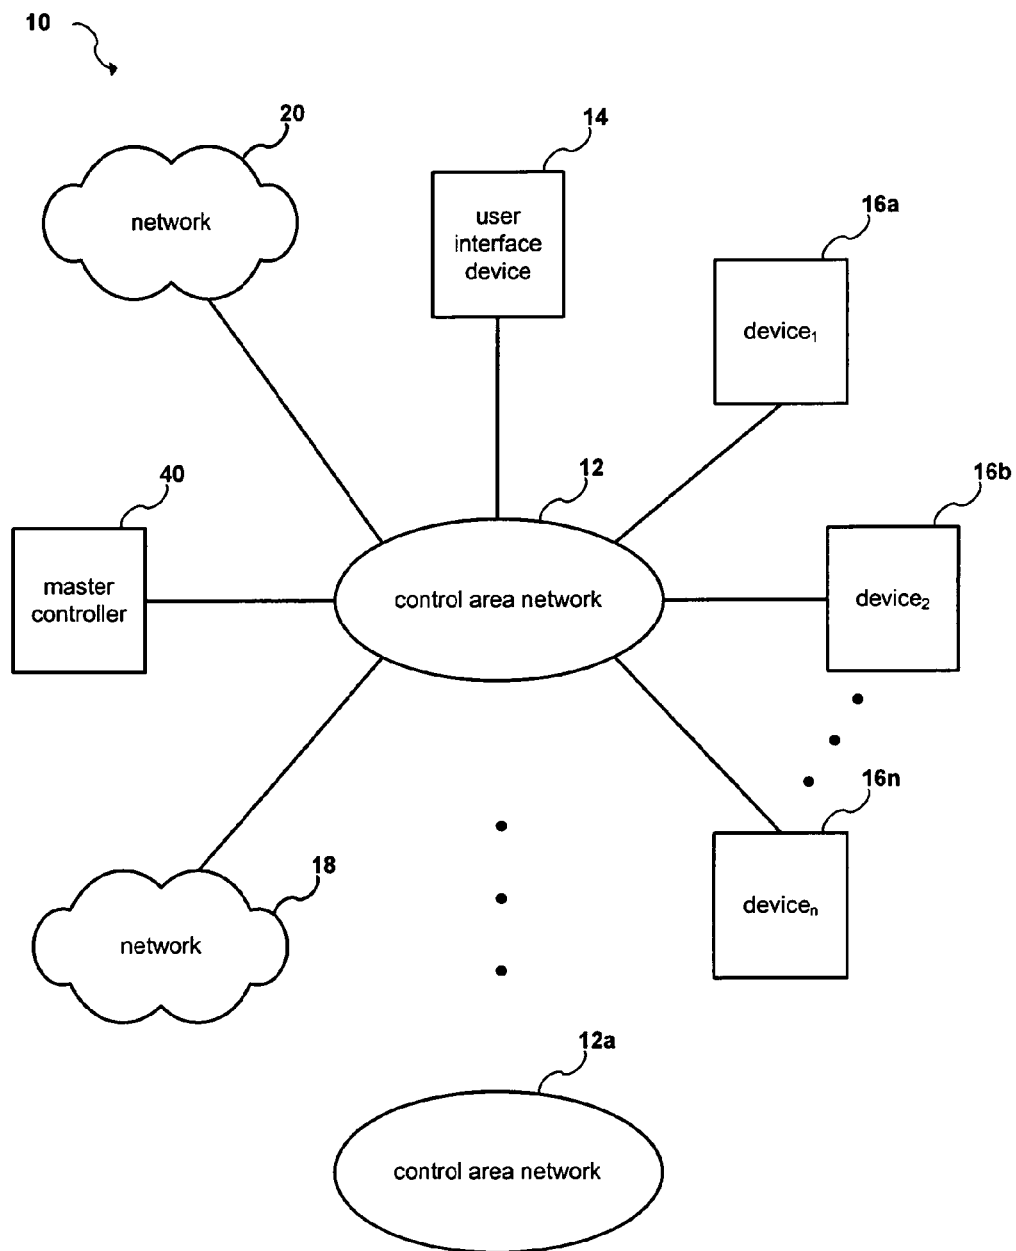 10
20
network
14
user
interface
device
16a
device₁
40
master
controller
12
control area network
16b
device₂
18
network
16n
deviceₙ
12a
control area network